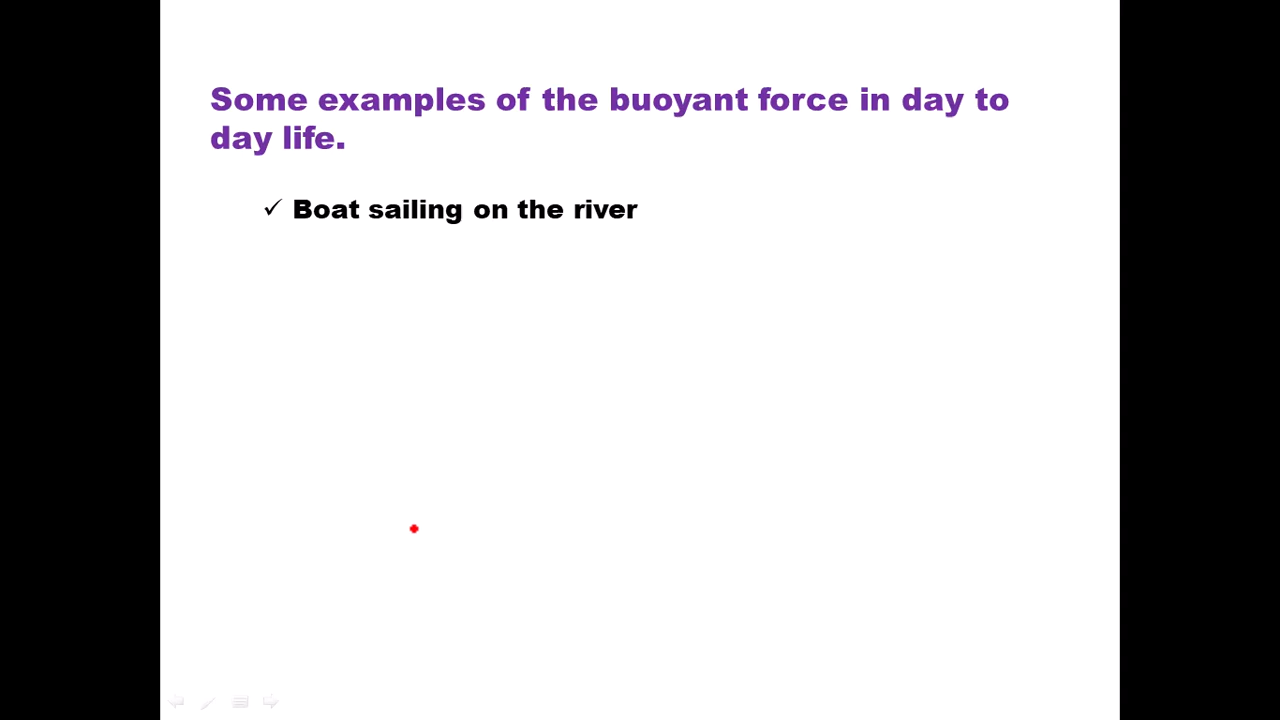 Some examples of the buoyant force in day to
day life.
✓ Boat sailing on the river